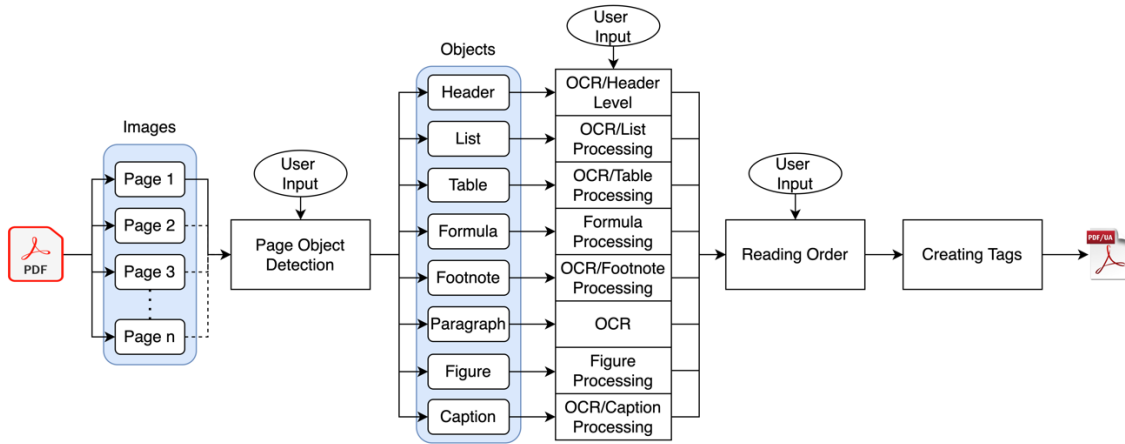 PDF
Images
Page 1
Page 2
Page 3
Page n
User
Input
Page Object
Detection
Objects
Header
List
Table
Formula
Footnote
Paragraph
Figure
Caption
User
Input
OCR/Header
Level
OCR/List
Processing
OCR/Table
Processing
Formula
Processing
OCR/Footnote
Processing
OCR
Figure
Processing
OCR/Caption
Processing
User
Input
Reading Order
Creating Tags
PDF/UA